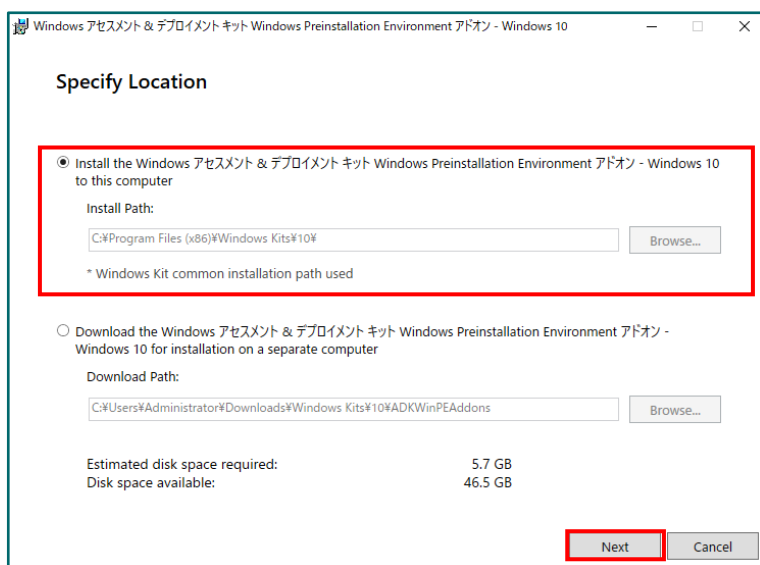 Windows アセスメント & デプロイメント キット Windows Preinstallation Environment アドオン - Windows 10
Specify Location
Install the Windows アセスメント & デプロイメント キット Windows Preinstallation Environment アドオン - Windows 10
to this computer
Install Path:
C:¥Program Files (x86)¥Windows Kits¥10¥
Browse...
* Windows Kit common installation path used
Download the Windows アセスメント & デプロイメント キット Windows Preinstallation Environment アドオン -
Windows 10 for installation on a separate computer
Download Path:
C:¥Users¥Administrator¥Downloads¥Windows Kits¥10¥ADKWinPEAddons
Browse...
Estimated disk space required: 5.7 GB
Disk space available: 46.5 GB
Next Cancel